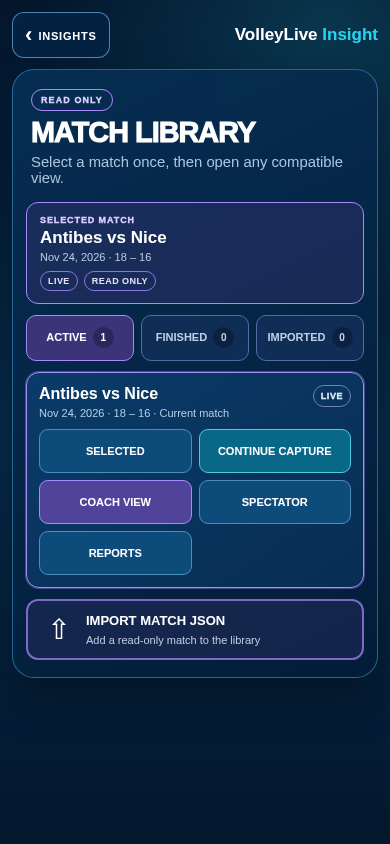 ‹ INSIGHTS
VolleyLive Insight
READ ONLY
MATCH LIBRARY
Select a match once, then open any compatible
view.
SELECTED MATCH
Antibes vs Nice
Nov 24, 2026 · 18 – 16
LIVE READ ONLY
ACTIVE 1 FINISHED 0 IMPORTED 0
Antibes vs Nice LIVE
Nov 24, 2026 · 18 – 16 · Current match
SELECTED CONTINUE CAPTURE
COACH VIEW SPECTATOR
REPORTS
⇧ IMPORT MATCH JSON
Add a read-only match to the library